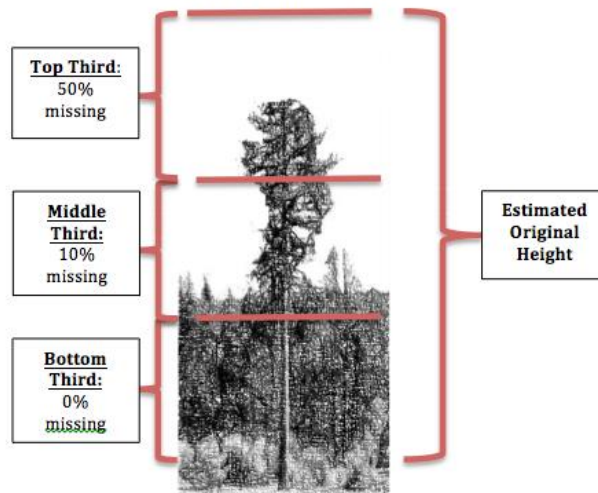 Top Third:
50%
missing
Middle
Third:
10%
missing
Bottom
Third:
0%
missing
Estimated
Original
Height